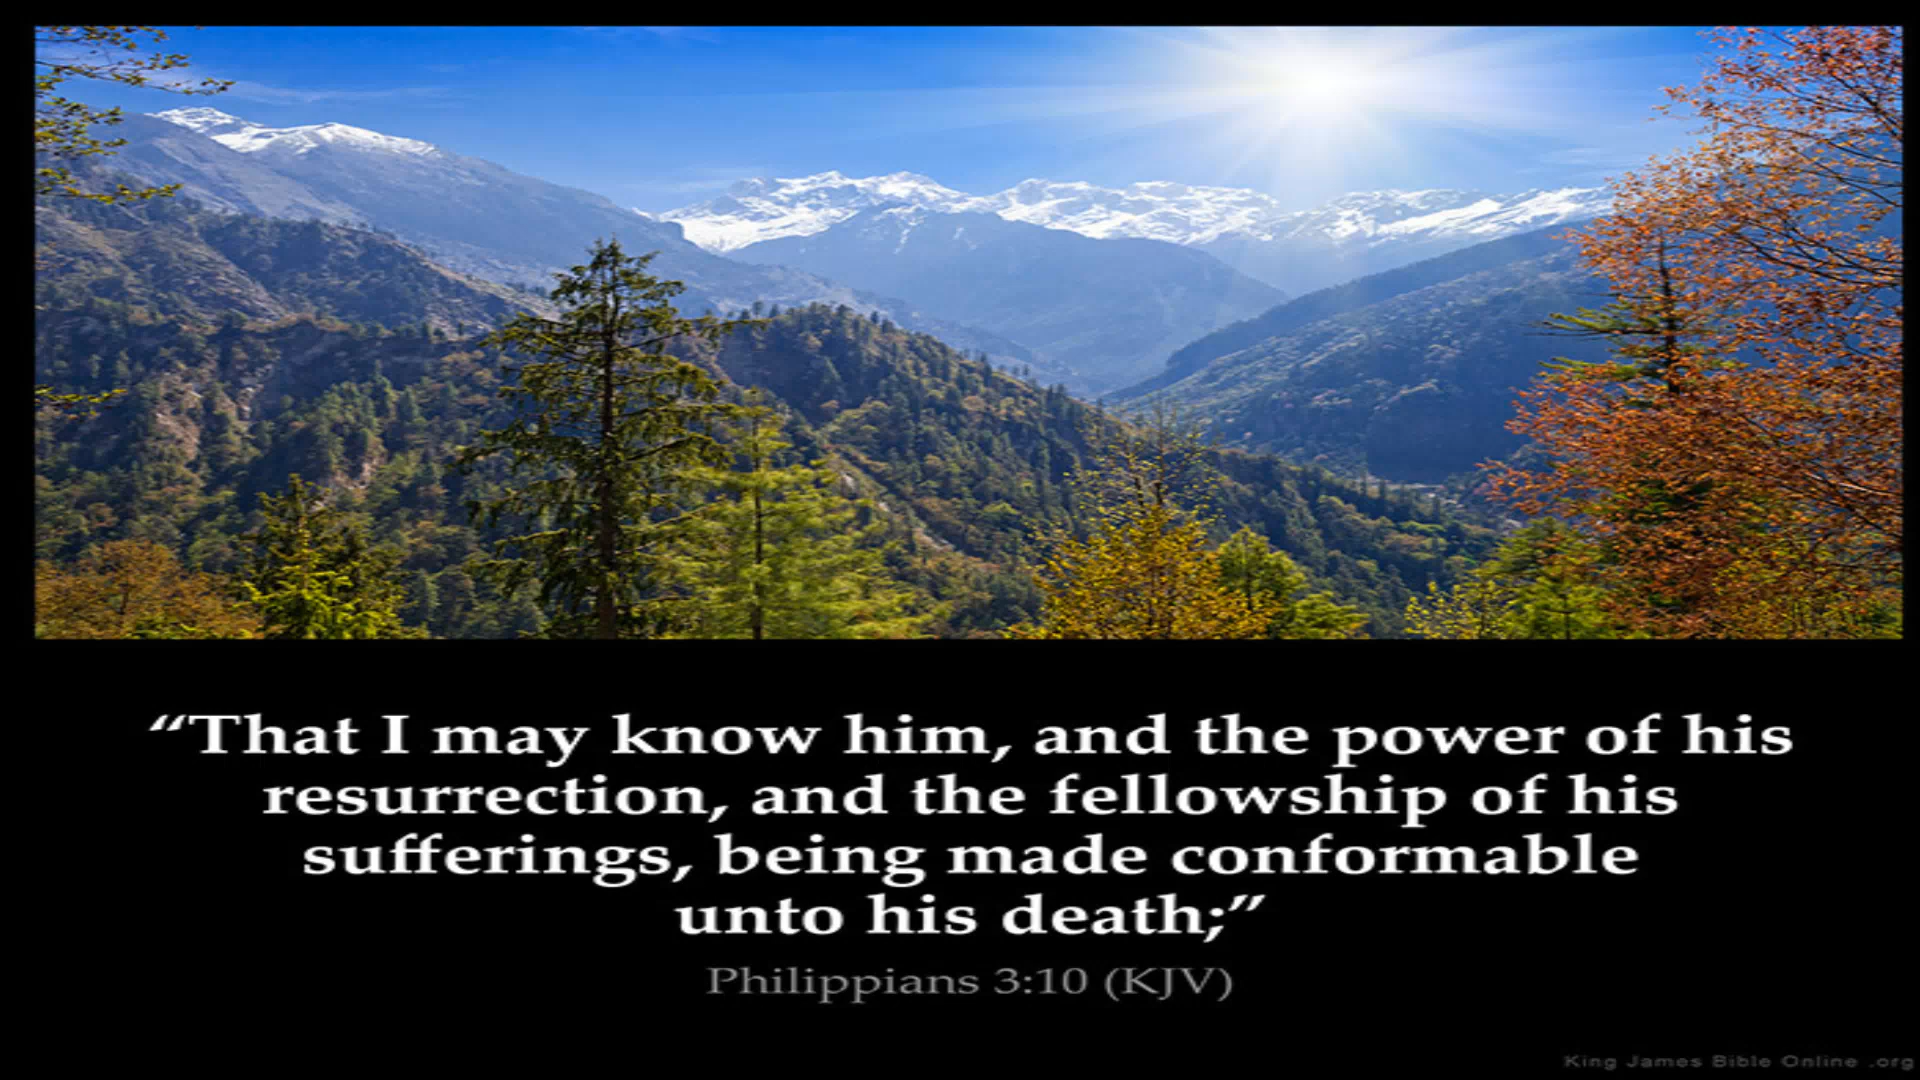 “That I may know him, and the power of his
resurrection, and the fellowship of his
sufferings, being made conformable
unto his death;”
Philippians 3:10 (KJV)
King James Bible Online .org